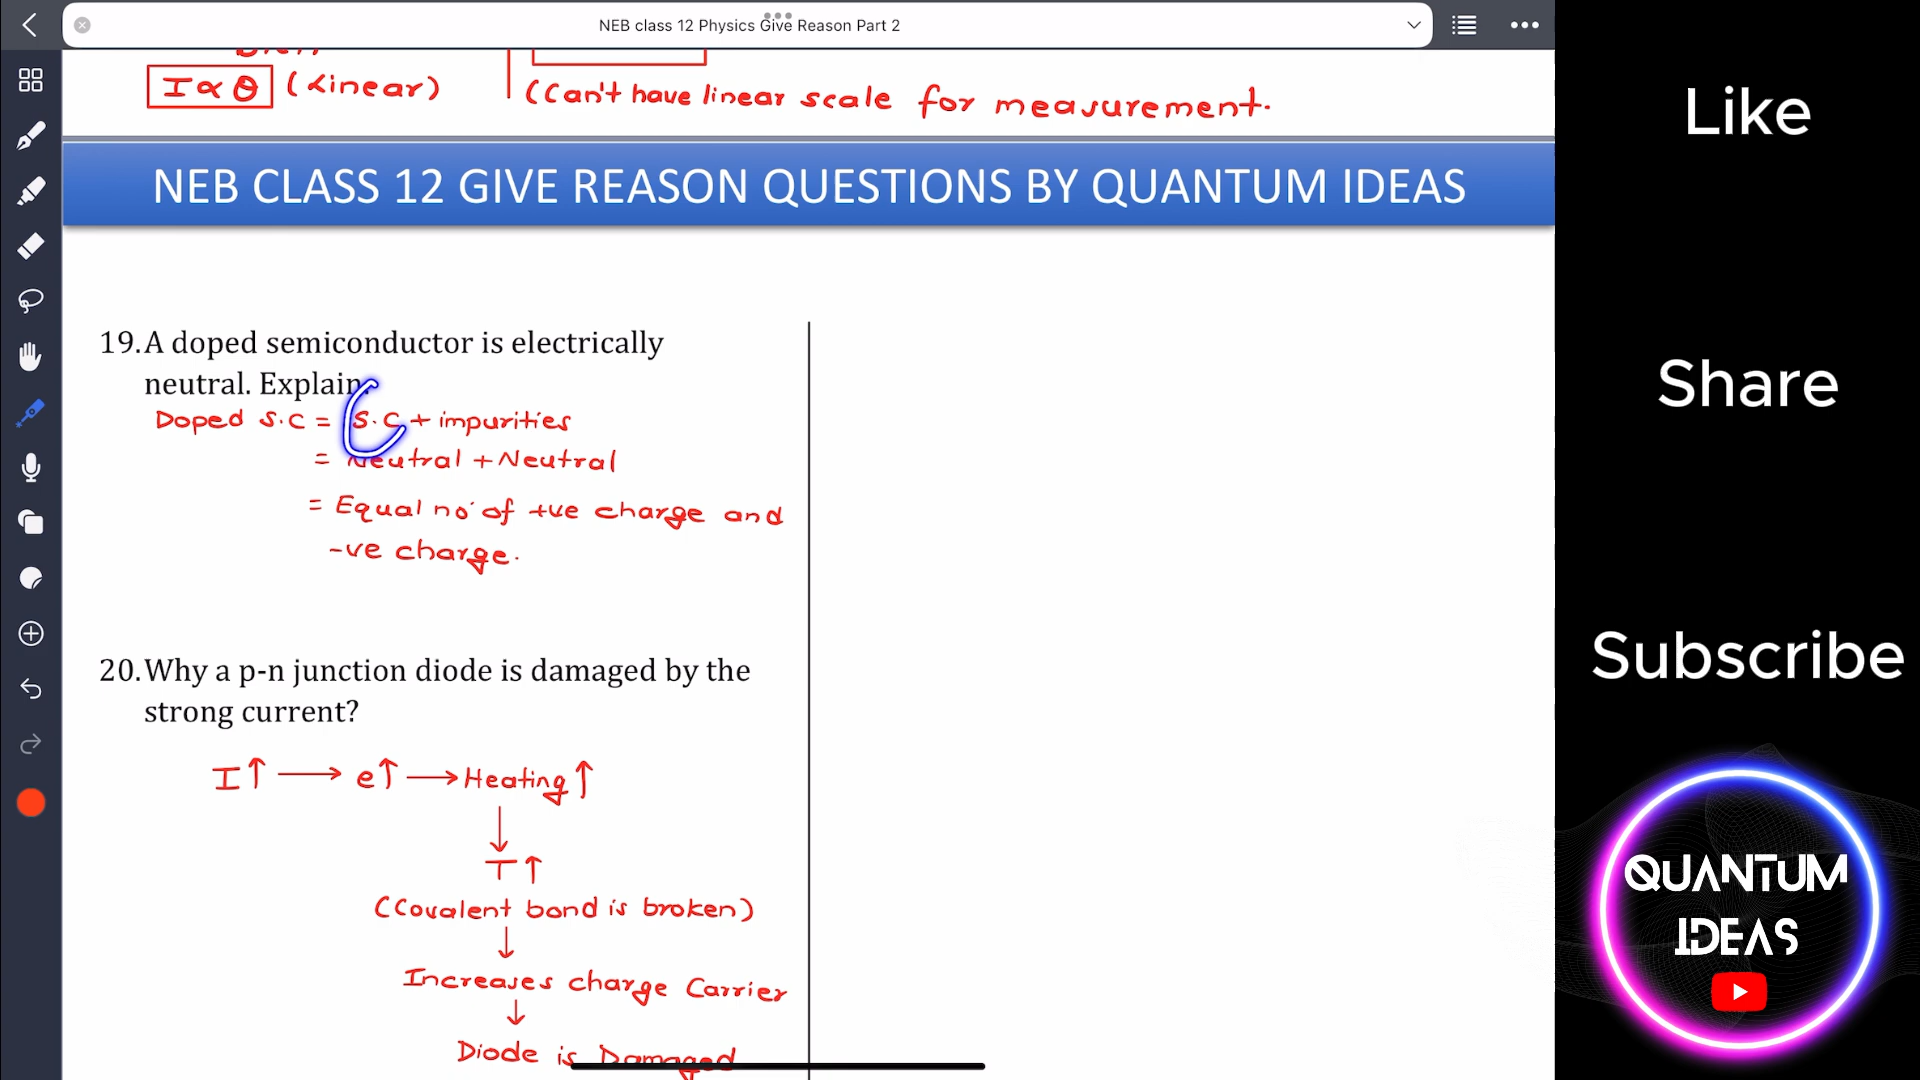 NEB class 12 Physics Give Reason Part 2
I ∝ θ (Linear)
(Can't have linear scale for measurement.
NEB CLASS 12 GIVE REASON QUESTIONS BY QUANTUM IDEAS
19. A doped semiconductor is electrically
neutral. Explain.
Doped S.C = S.C + impurities
= Neutral + Neutral
= Equal no. of +ve charge and
-ve charge.
20. Why a p-n junction diode is damaged by the
strong current?
I↑ → e↑ → Heating↑
↓
T↑
(Covalent bond is broken)
↓
Increases charge Carrier
↓
Diode is Damaged
Like
Share
Subscribe
QUANTUM
IDEAS